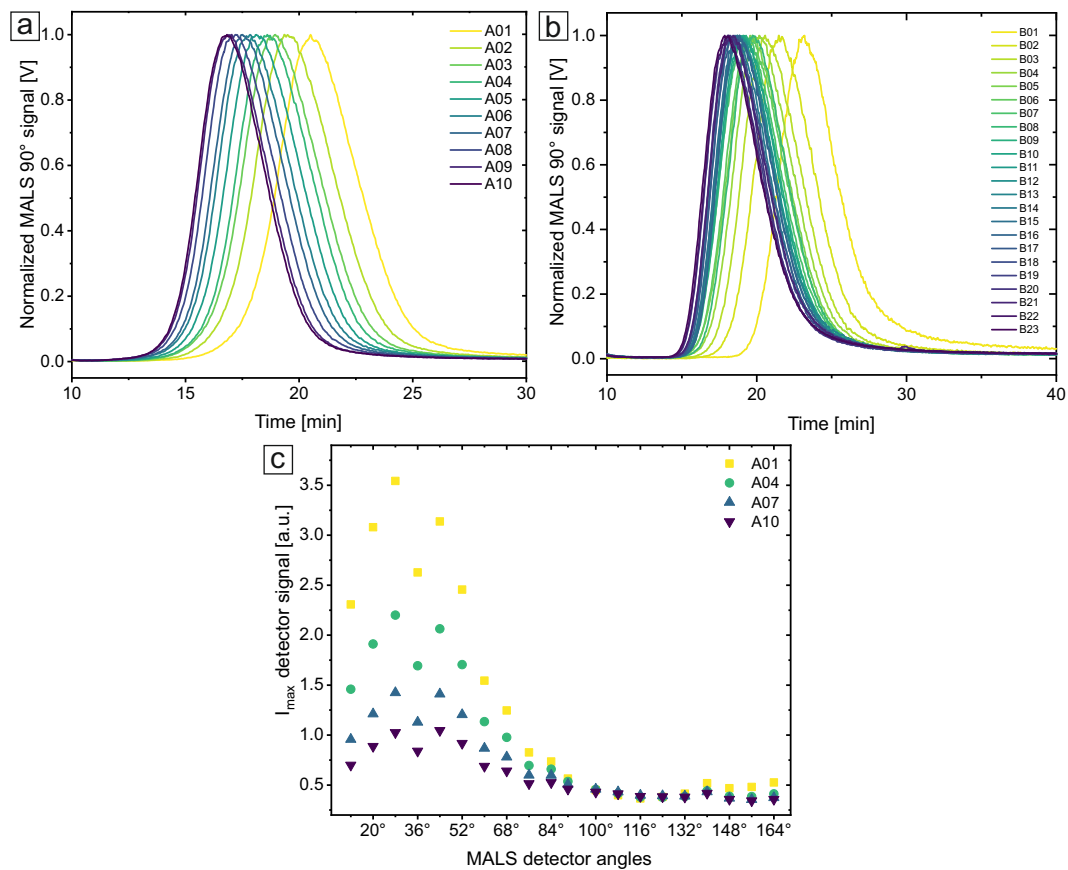 a
Normalized MALS 90° signal [V]
1.0
0.8
0.6
0.4
0.2
0.0
10
15
20
25
30
Time [min]
A01
A02
A03
A04
A05
A06
A07
A08
A09
A10
b
Normalized MALS 90° signal [V]
1.0
0.8
0.6
0.4
0.2
0.0
10
20
30
40
Time [min]
B01
B02
B03
B04
B05
B06
B07
B08
B09
B10
B11
B12
B13
B14
B15
B16
B17
B18
B19
B20
B21
B22
B23
c
Imax detector signal [a.u.]
3.5
3.0
2.5
2.0
1.5
1.0
0.5
20°
36°
52°
68°
84°
100°
116°
132°
148°
164°
MALS detector angles
A01
A04
A07
A10